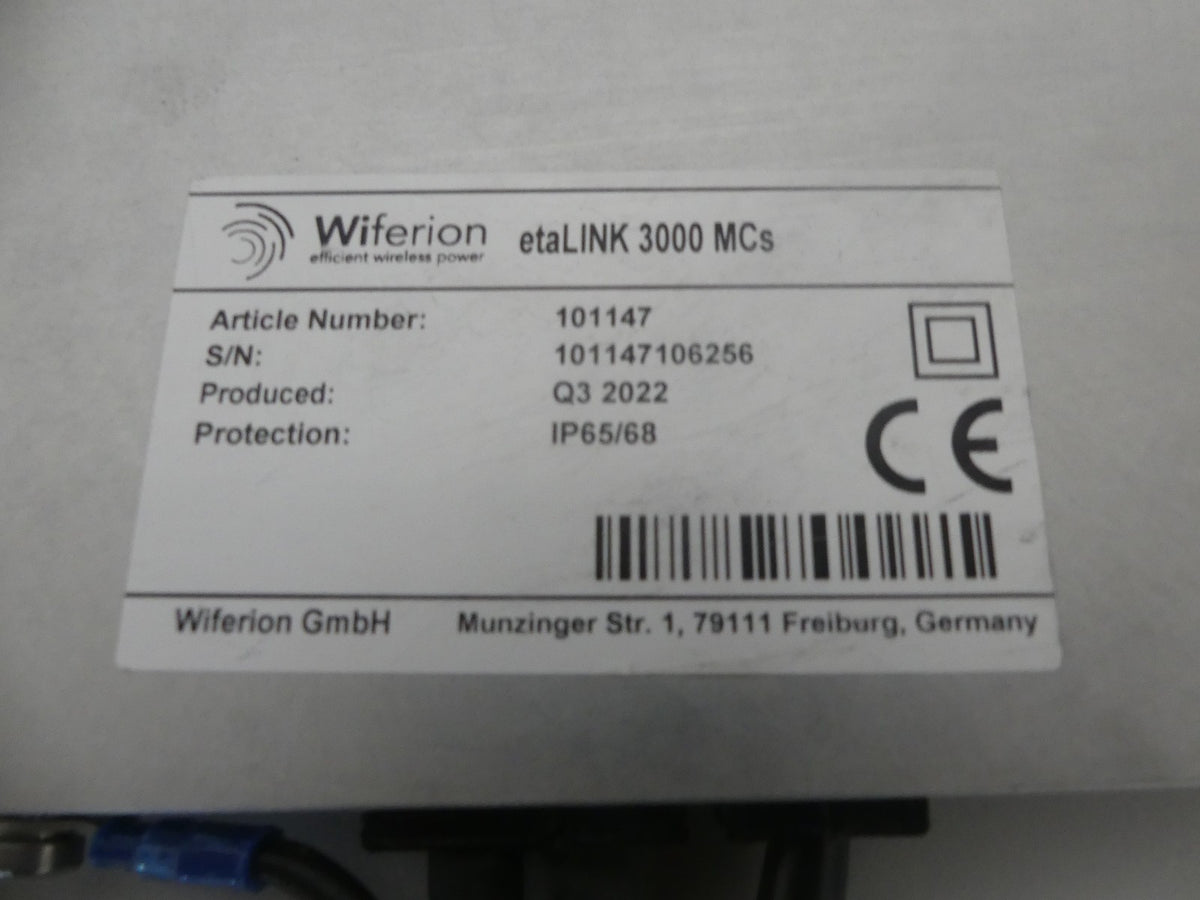 Wiferion etaLINK 3000 MCs
efficient wireless power
Article Number: 101147
S/N: 101147106256
Produced: Q3 2022
Protection: IP65/68
CE
Wiferion GmbH Munzinger Str. 1, 79111 Freiburg, Germany